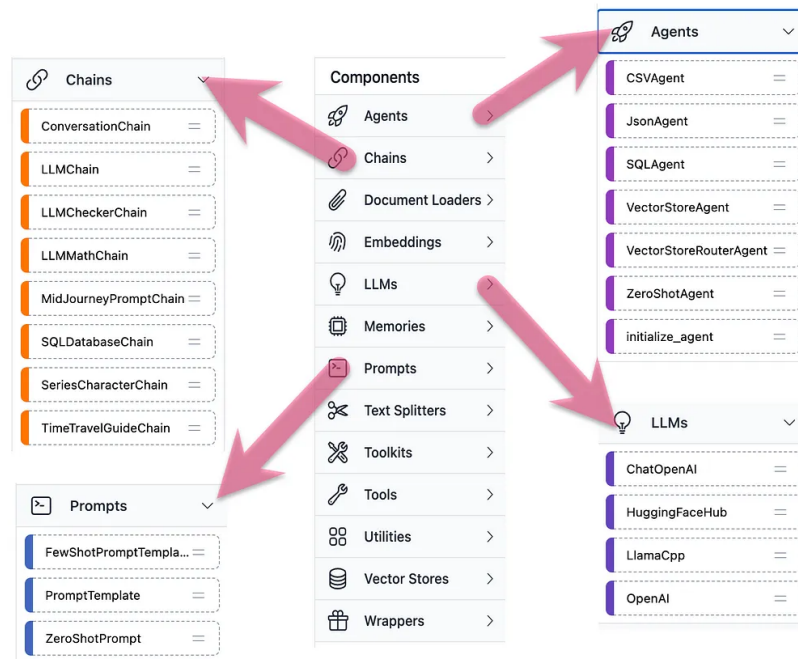 Chains
ConversationChain
LLMChain
LLMCheckerChain
LLMMathChain
MidJourneyPromptChain
SQLDatabaseChain
SeriesCharacterChain
TimeTravelGuideChain
Prompts
FewShotPromptTempla...
PromptTemplate
ZeroShotPrompt
Components
Agents
Chains
Document Loaders
Embeddings
LLMs
Memories
Prompts
Text Splitters
Toolkits
Tools
Utilities
Vector Stores
Wrappers
Agents
CSVAgent
JsonAgent
SQLAgent
VectorStoreAgent
VectorStoreRouterAgent
ZeroShotAgent
initialize_agent
LLMs
ChatOpenAI
HuggingFaceHub
LlamaCpp
OpenAI